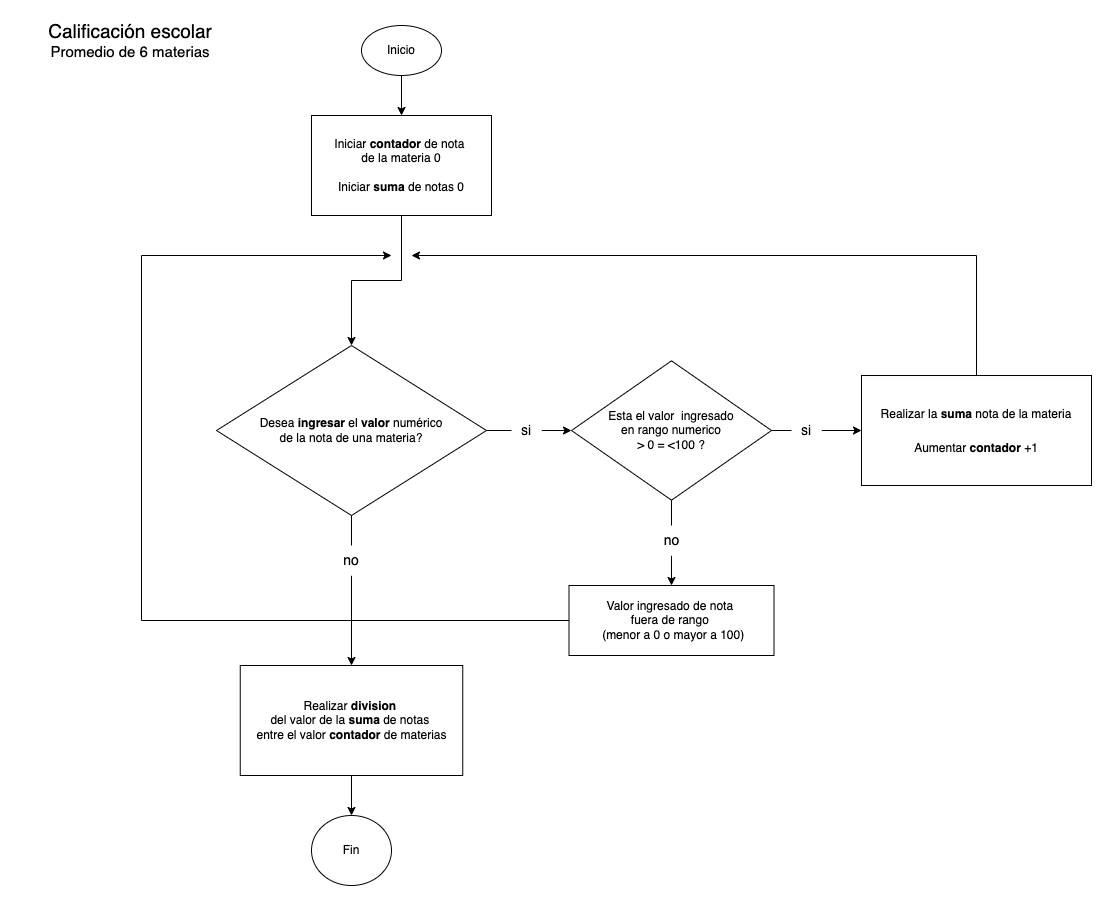 Calificación escolar
Promedio de 6 materias
Inicio
Iniciar contador de nota
de la materia 0
Iniciar suma de notas 0
Desea ingresar el valor numérico
de la nota de una materia?
si
Esta el valor ingresado
en rango numerico
> 0 = <100 ?
si
Realizar la suma nota de la materia
Aumentar contador +1
no
no
Valor ingresado de nota
fuera de rango
(menor a 0 o mayor a 100)
Realizar division
del valor de la suma de notas
entre el valor contador de materias
Fin